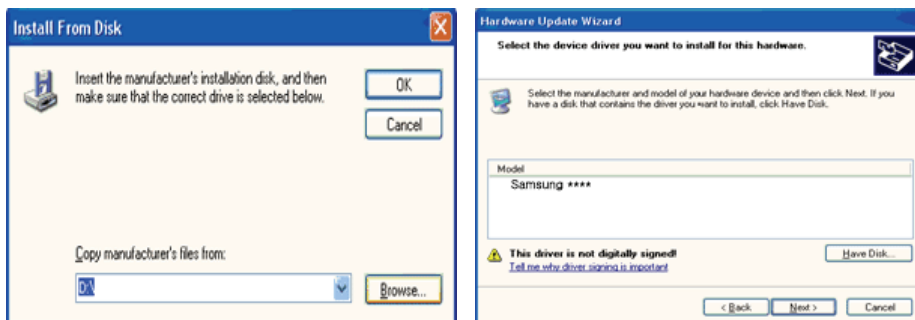 Install From Disk
Insert the manufacturer's installation disk, and then
make sure that the correct drive is selected below.
OK
Cancel
Copy manufacturer's files from:
D:\
Browse...
Hardware Update Wizard
Select the device driver you want to install for this hardware.
Select the manufacturer and model of your hardware device and then click Next. If you
have a disk that contains the driver you want to install, click Have Disk.
Model
Samsung ****
This driver is not digitally signed!
Tell me why driver signing is important
Have Disk...
< Back
Next >
Cancel